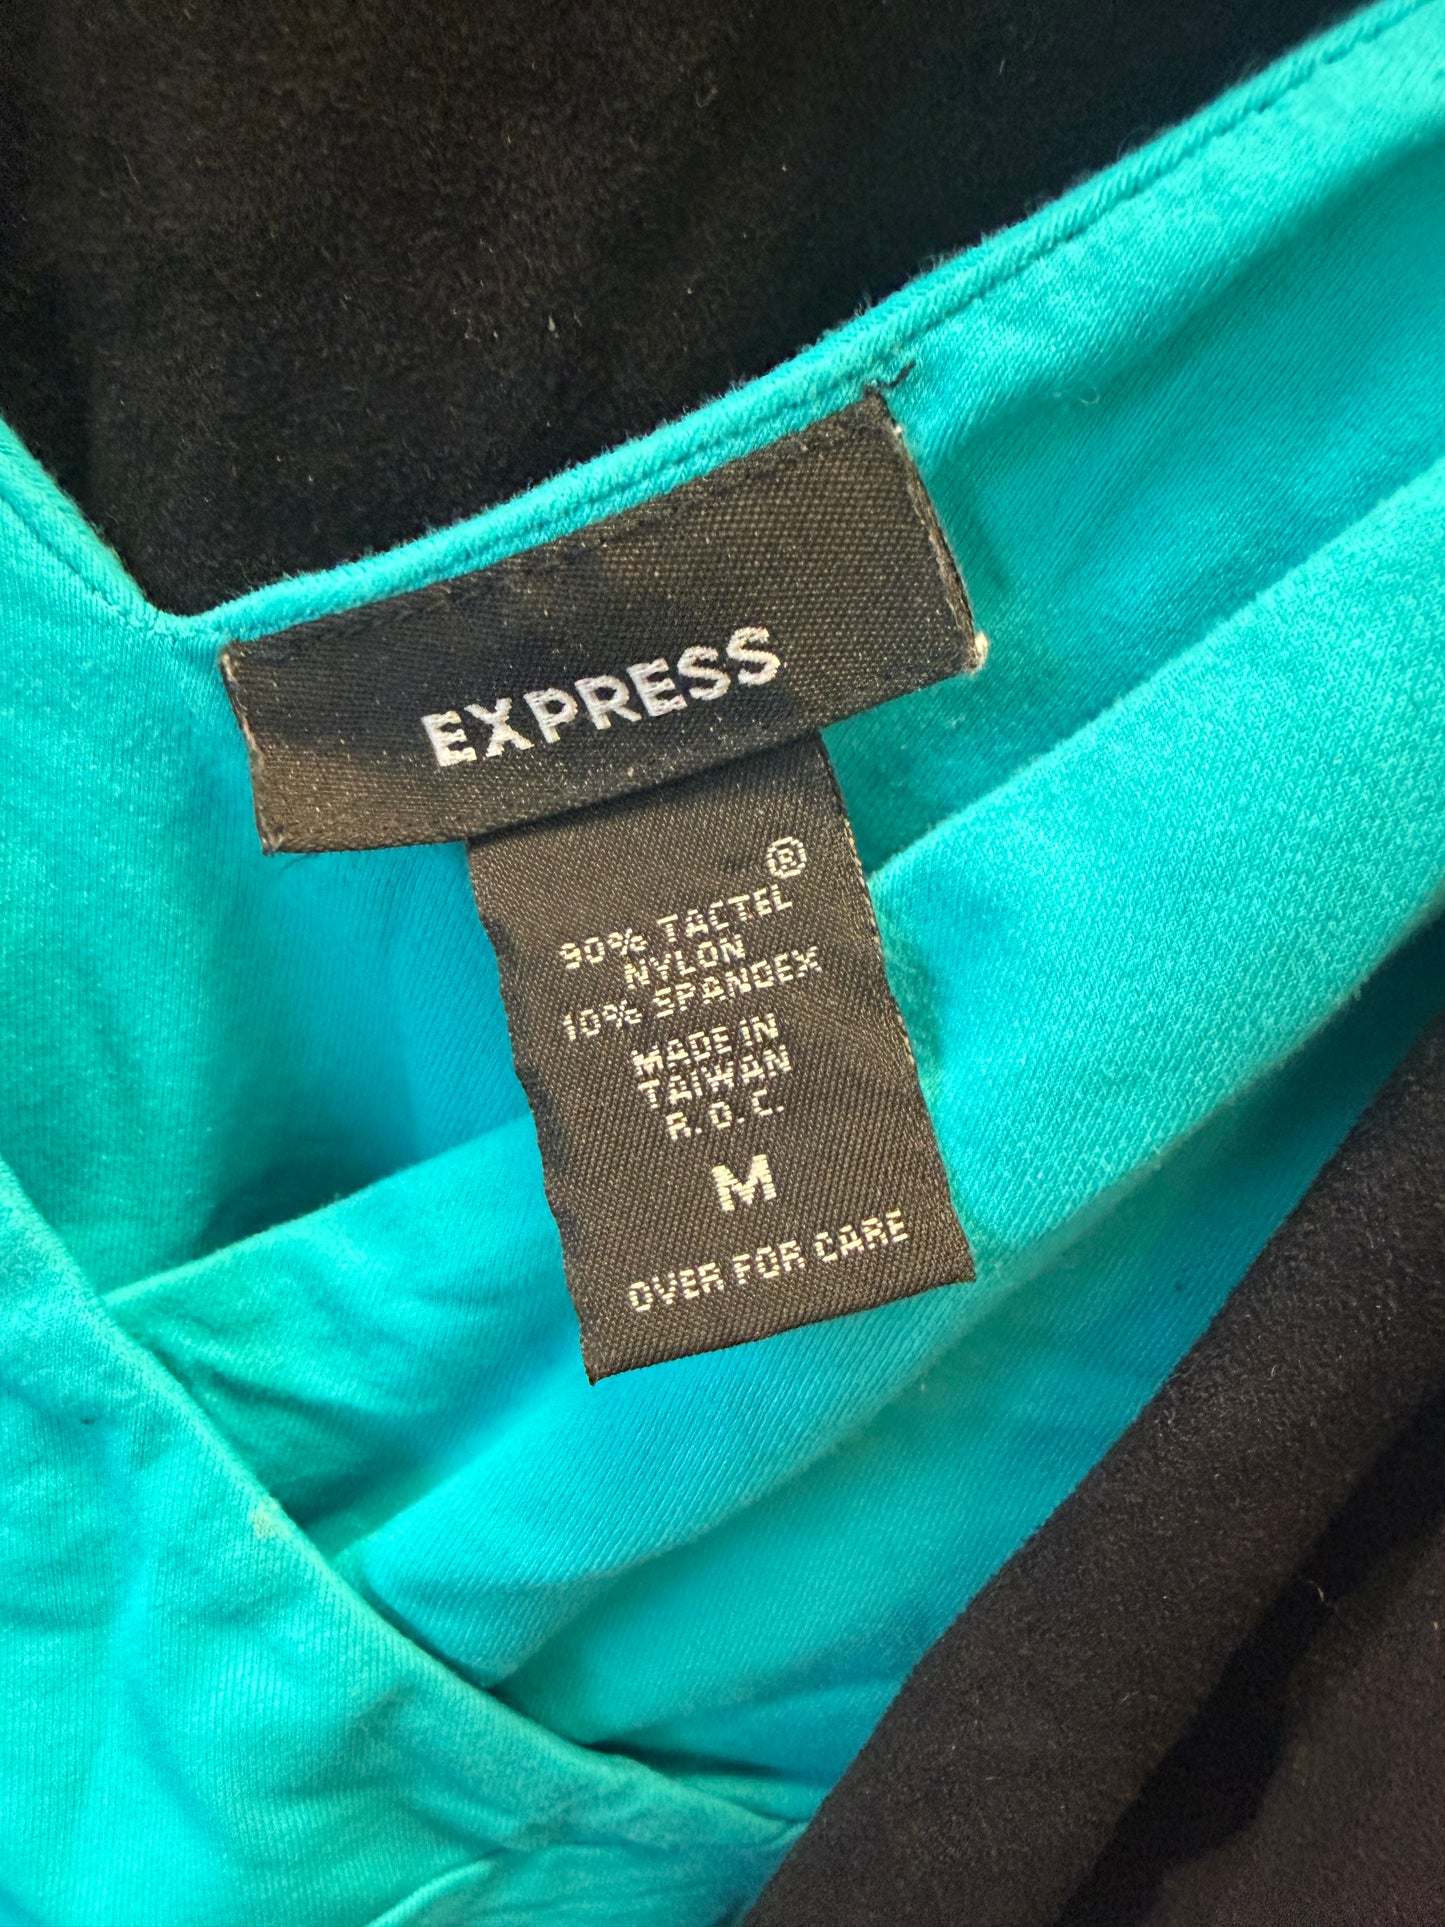 EXPRESS
®
90% TACTEL
NYLON
10% SPANDEX
MADE IN
TAIWAN
R.O.C.
M
OVER FOR CARE